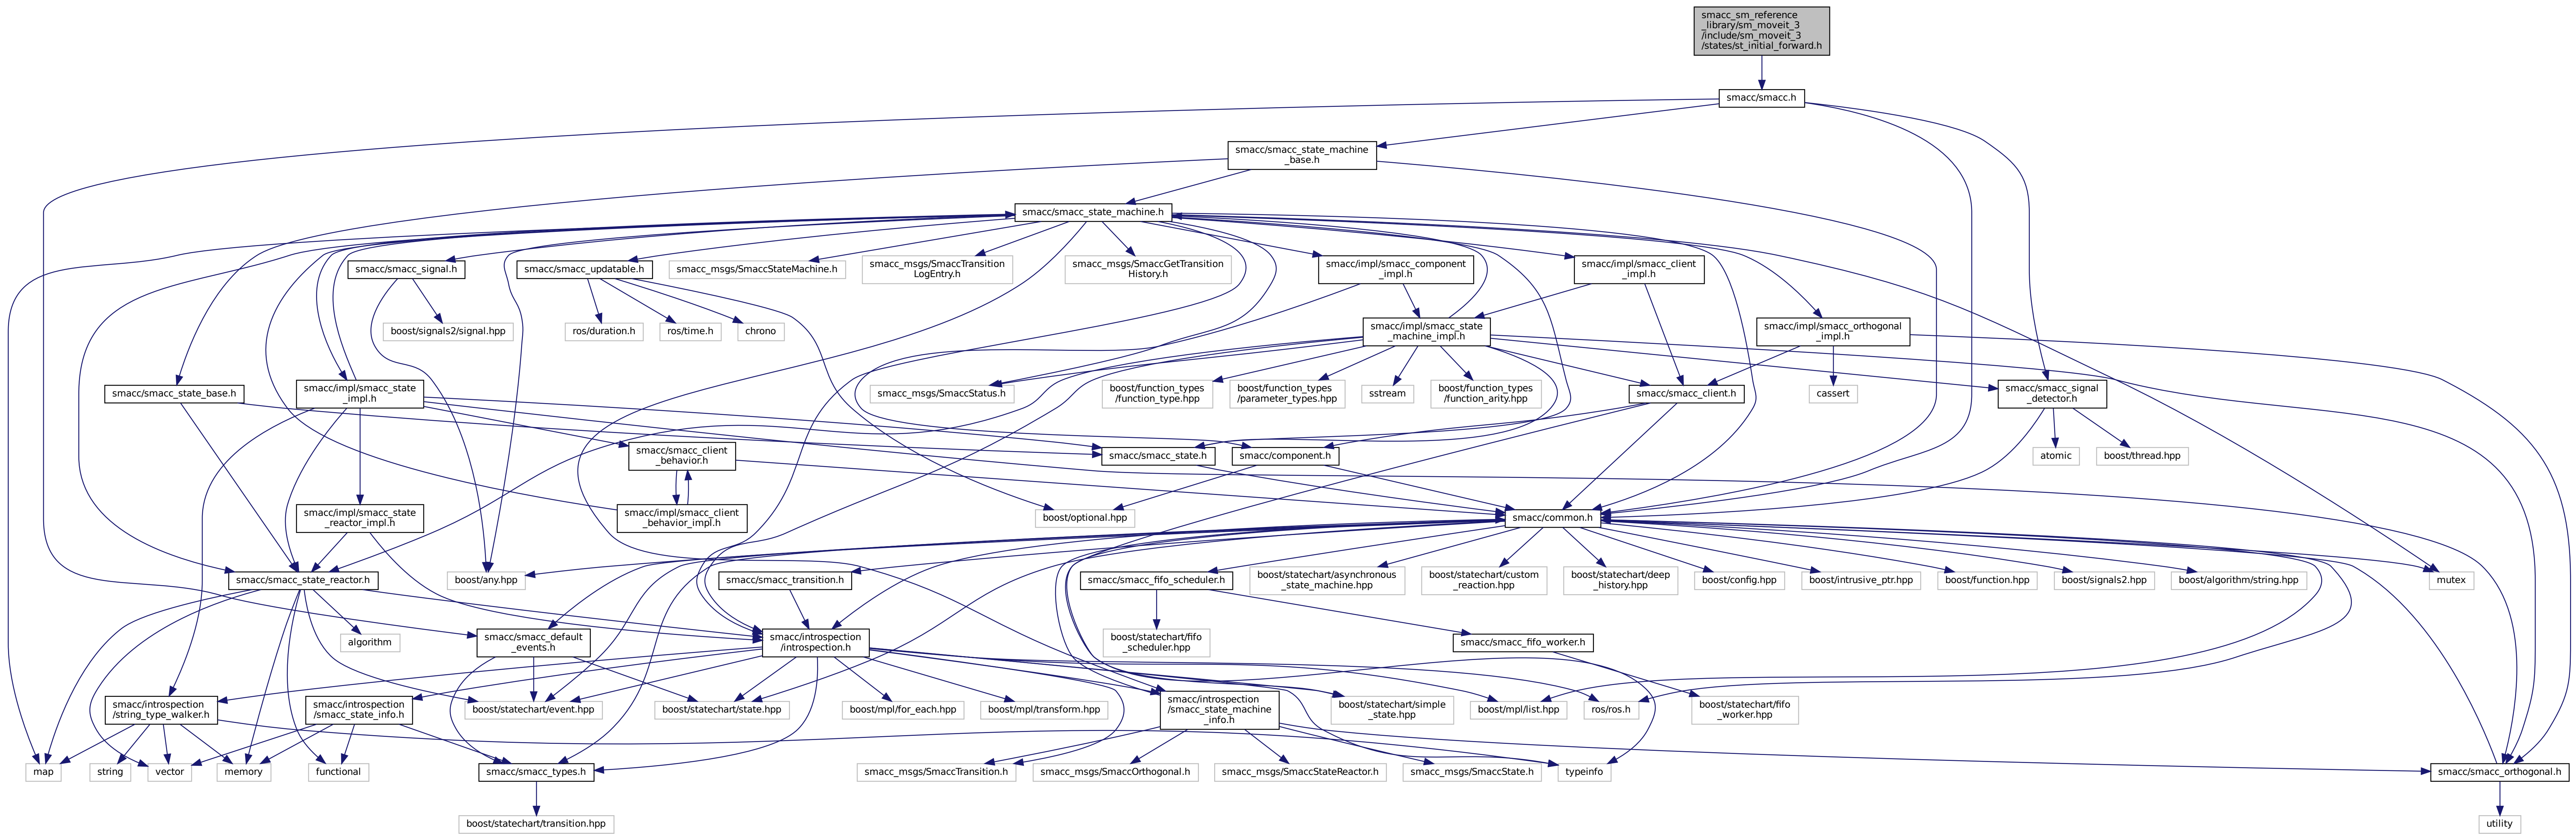 smacc_sm_reference
_library/sm_moveit_3
/include/sm_moveit_3
/states/st_initial_forward.h
smacc/smacc.h
smacc/smacc_state_machine
_base.h
smacc/smacc_state_machine.h
smacc/smacc_signal.h
smacc/smacc_updatable.h
smacc_msgs/SmaccStateMachine.h
smacc_msgs/SmaccTransition
LogEntry.h
smacc_msgs/SmaccGetTransition
History.h
smacc/impl/smacc_component
_impl.h
smacc/impl/smacc_client
_impl.h
boost/signals2/signal.hpp
ros/duration.h
ros/time.h
chrono
smacc/impl/smacc_state
_machine_impl.h
smacc/impl/smacc_orthogonal
_impl.h
smacc/smacc_state_base.h
smacc/impl/smacc_state
_impl.h
smacc_msgs/SmaccStatus.h
boost/function_types
/function_type.hpp
boost/function_types
/parameter_types.hpp
sstream
boost/function_types
/function_arity.hpp
smacc/smacc_client.h
cassert
smacc/smacc_signal
_detector.h
smacc/smacc_client
_behavior.h
smacc/smacc_state.h
smacc/component.h
atomic
boost/thread.hpp
smacc/impl/smacc_state
_reactor_impl.h
smacc/impl/smacc_client
_behavior_impl.h
boost/optional.hpp
smacc/common.h
smacc/smacc_state_reactor.h
boost/any.hpp
smacc/smacc_transition.h
smacc/smacc_fifo_scheduler.h
boost/statechart/asynchronous
_state_machine.hpp
boost/statechart/custom
_reaction.hpp
boost/statechart/deep
_history.hpp
boost/config.hpp
boost/intrusive_ptr.hpp
boost/function.hpp
boost/signals2.hpp
boost/algorithm/string.hpp
mutex
algorithm
smacc/smacc_default
_events.h
smacc/introspection
/introspection.h
boost/statechart/fifo
_scheduler.hpp
smacc/smacc_fifo_worker.h
smacc/introspection
/string_type_walker.h
smacc/introspection
/smacc_state_info.h
boost/statechart/event.hpp
boost/statechart/state.hpp
boost/mpl/for_each.hpp
boost/mpl/transform.hpp
smacc/introspection
/smacc_state_machine
_info.h
boost/statechart/simple
_state.hpp
boost/mpl/list.hpp
ros/ros.h
boost/statechart/fifo
_worker.hpp
map
string
vector
memory
functional
smacc/smacc_types.h
smacc_msgs/SmaccTransition.h
smacc_msgs/SmaccOrthogonal.h
smacc_msgs/SmaccStateReactor.h
smacc_msgs/SmaccState.h
typeinfo
smacc/smacc_orthogonal.h
boost/statechart/transition.hpp
utility